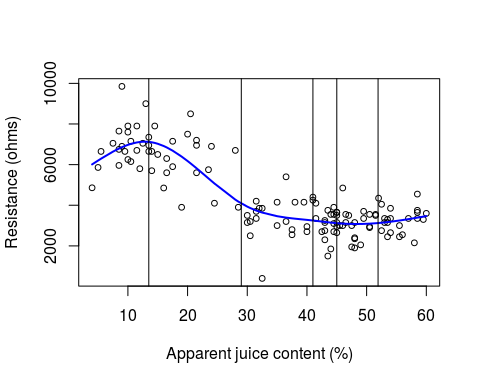 Resistance (ohms)
10000
6000
2000
10 20 30 40 50 60
Apparent juice content (%)